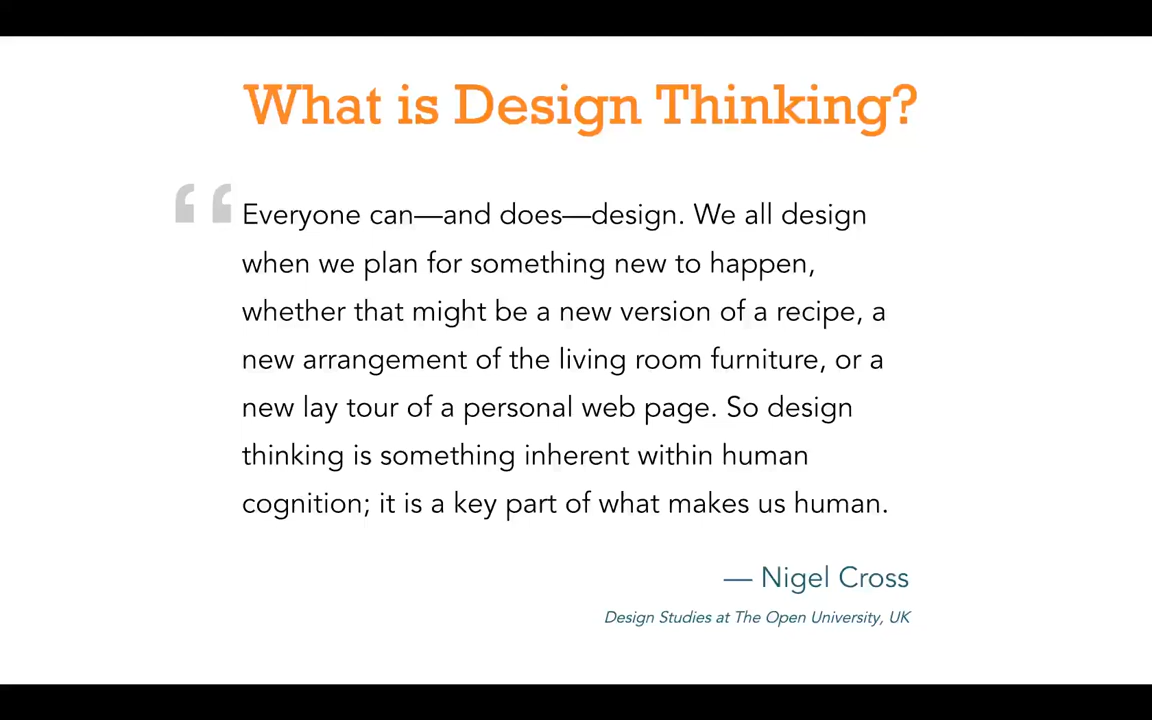 What is Design Thinking?
“Everyone can—and does—design. We all design
when we plan for something new to happen,
whether that might be a new version of a recipe, a
new arrangement of the living room furniture, or a
new lay tour of a personal web page. So design
thinking is something inherent within human
cognition; it is a key part of what makes us human.
— Nigel Cross
Design Studies at The Open University, UK